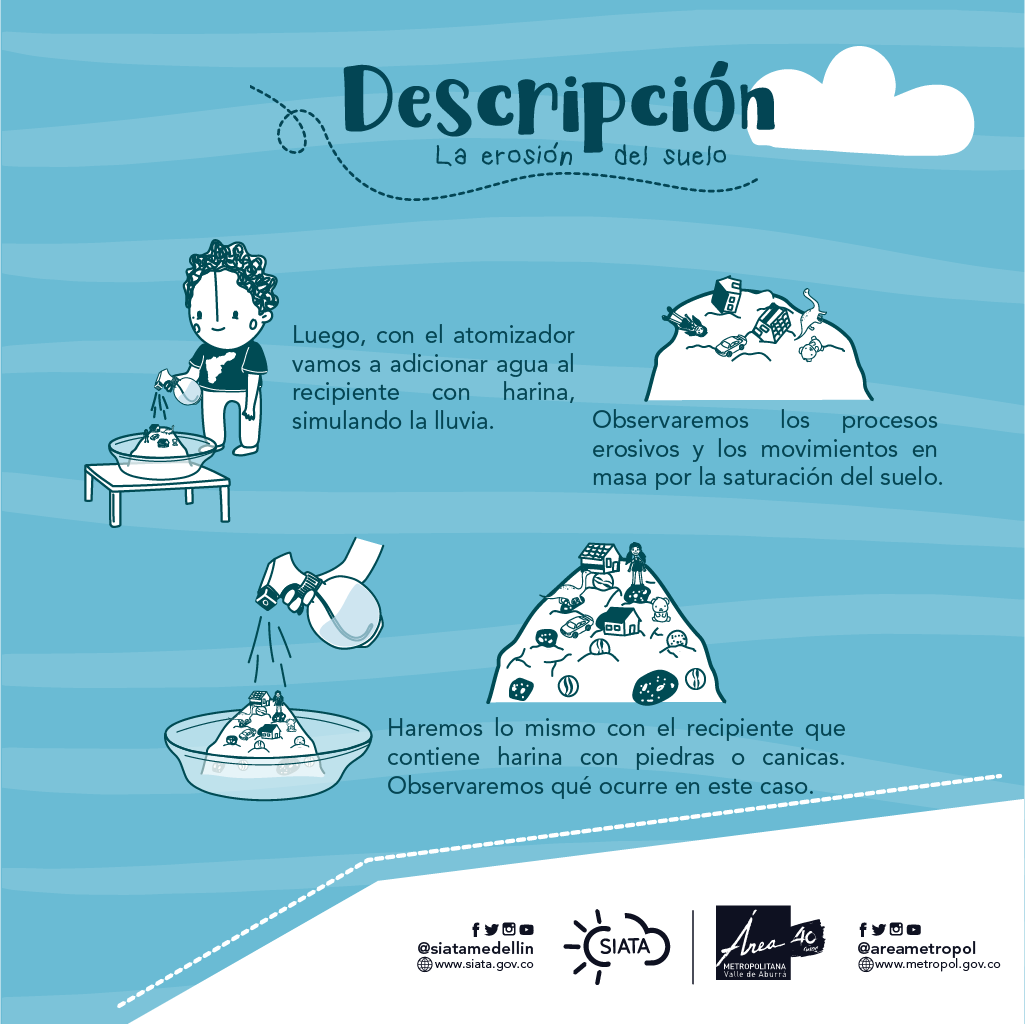 Descripción
La erosión del suelo
Luego, con el atomizador
vamos a adicionar agua al
recipiente con harina,
simulando la lluvia.
Observaremos los procesos
erosivos y los movimientos en
masa por la saturación del suelo.
Haremos lo mismo con el recipiente que
contiene harina con piedras o canicas.
Observaremos qué ocurre en este caso.
@siatamedellin
www.siata.gov.co
SIATA
Área 40
METROPOLITANA
Valle de Aburrá
@areametropol
www.metropol.gov.co